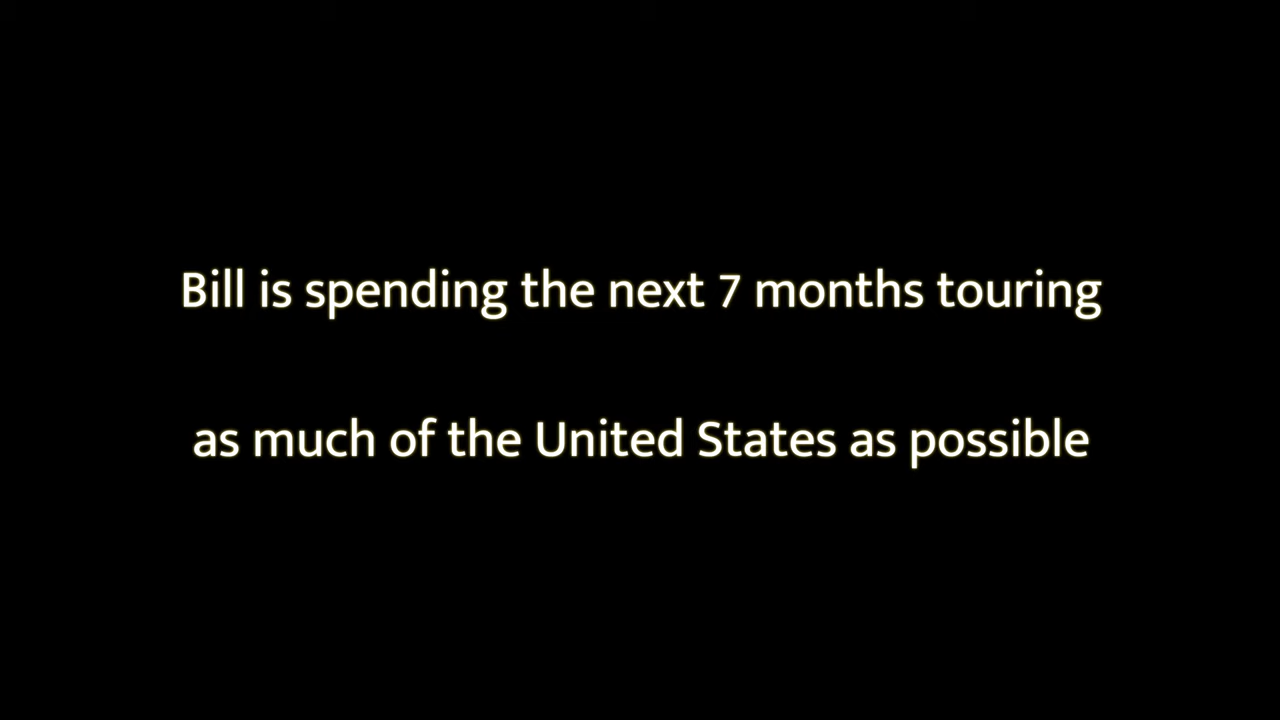 Bill is spending the next 7 months touring
as much of the United States as possible